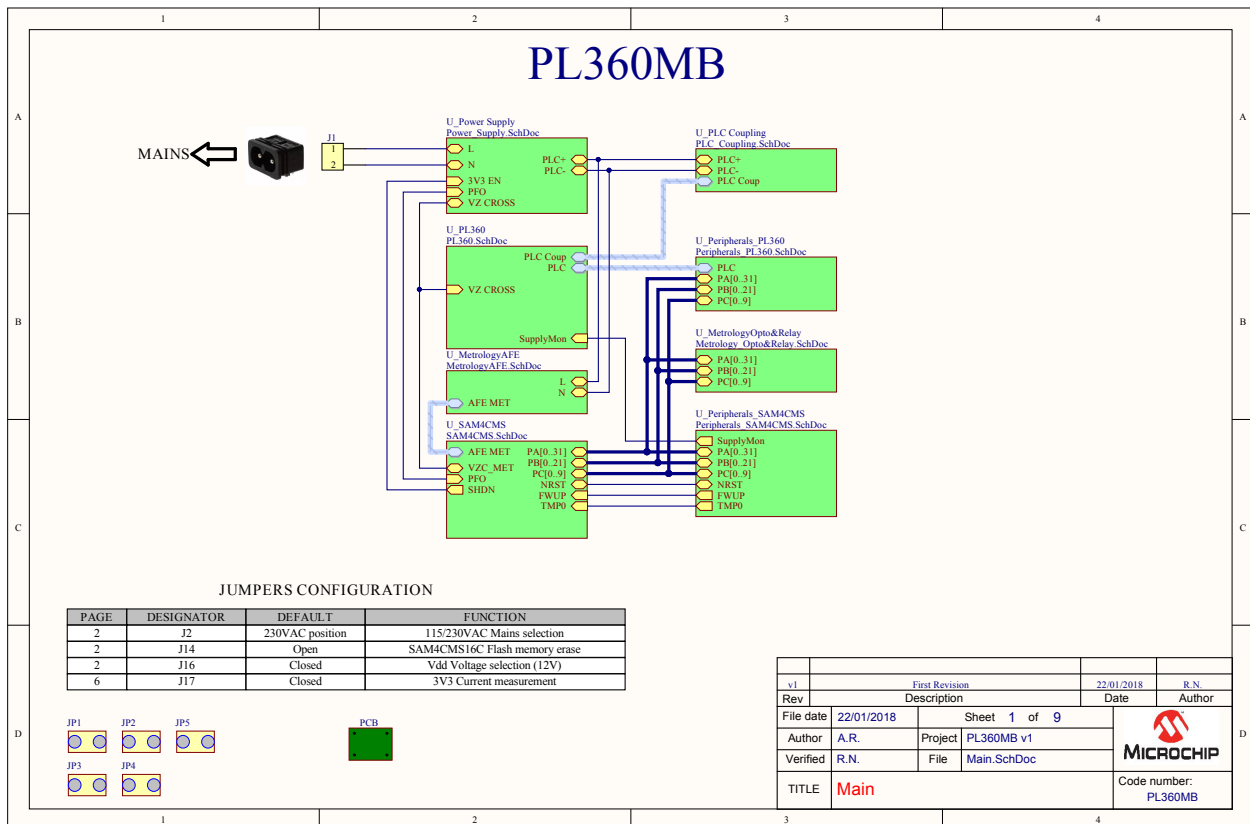 1 2 3 4
PL360MB
A A
MAINS
J1
1
2
U_Power Supply
Power_Supply.SchDoc
L
N
3V3 EN
PFO
VZ CROSS
PLC+
PLC-
U_PLC Coupling
PLC_Coupling.SchDoc
PLC+
PLC-
PLC Coup
U_PL360
PL360.SchDoc
PLC Coup
PLC
VZ CROSS
SupplyMon
U_Peripherals_PL360
Peripherals_PL360.SchDoc
PLC
PA[0..31]
PB[0..21]
PC[0..9]
B B
U_MetrologyOpto&Relay
Metrology_Opto&Relay.SchDoc
PA[0..31]
PB[0..21]
PC[0..9]
U_MetrologyAFE
MetrologyAFE.SchDoc
L
N
AFE MET
U_SAM4CMS
SAM4CMS.SchDoc
AFE MET
VZC_MET
PFO
SHDN
PA[0..31]
PB[0..21]
PC[0..9]
NRST
FWUP
TMP0
U_Peripherals_SAM4CMS
Peripherals_SAM4CMS.SchDoc
SupplyMon
PA[0..31]
PB[0..21]
PC[0..9]
NRST
FWUP
TMP0
C C
JUMPERS CONFIGURATION
PAGE DESIGNATOR DEFAULT FUNCTION
2 J2 230VAC position 115/230VAC Mains selection
2 J14 Open SAM4CMS16C Flash memory erase
2 J16 Closed Vdd Voltage selection (12V)
6 J17 Closed 3V3 Current measurement
JP1 JP2 JP5 PCB
JP3 JP4
D D
v1 First Revision 22/01/2018 R.N.
Rev Description Date Author
File date 22/01/2018 Sheet 1 of 9
Author A.R. Project PL360MB v1
Verified R.N. File Main.SchDoc
TITLE Main
MICROCHIP
Code number:
PL360MB
1 2 3 4